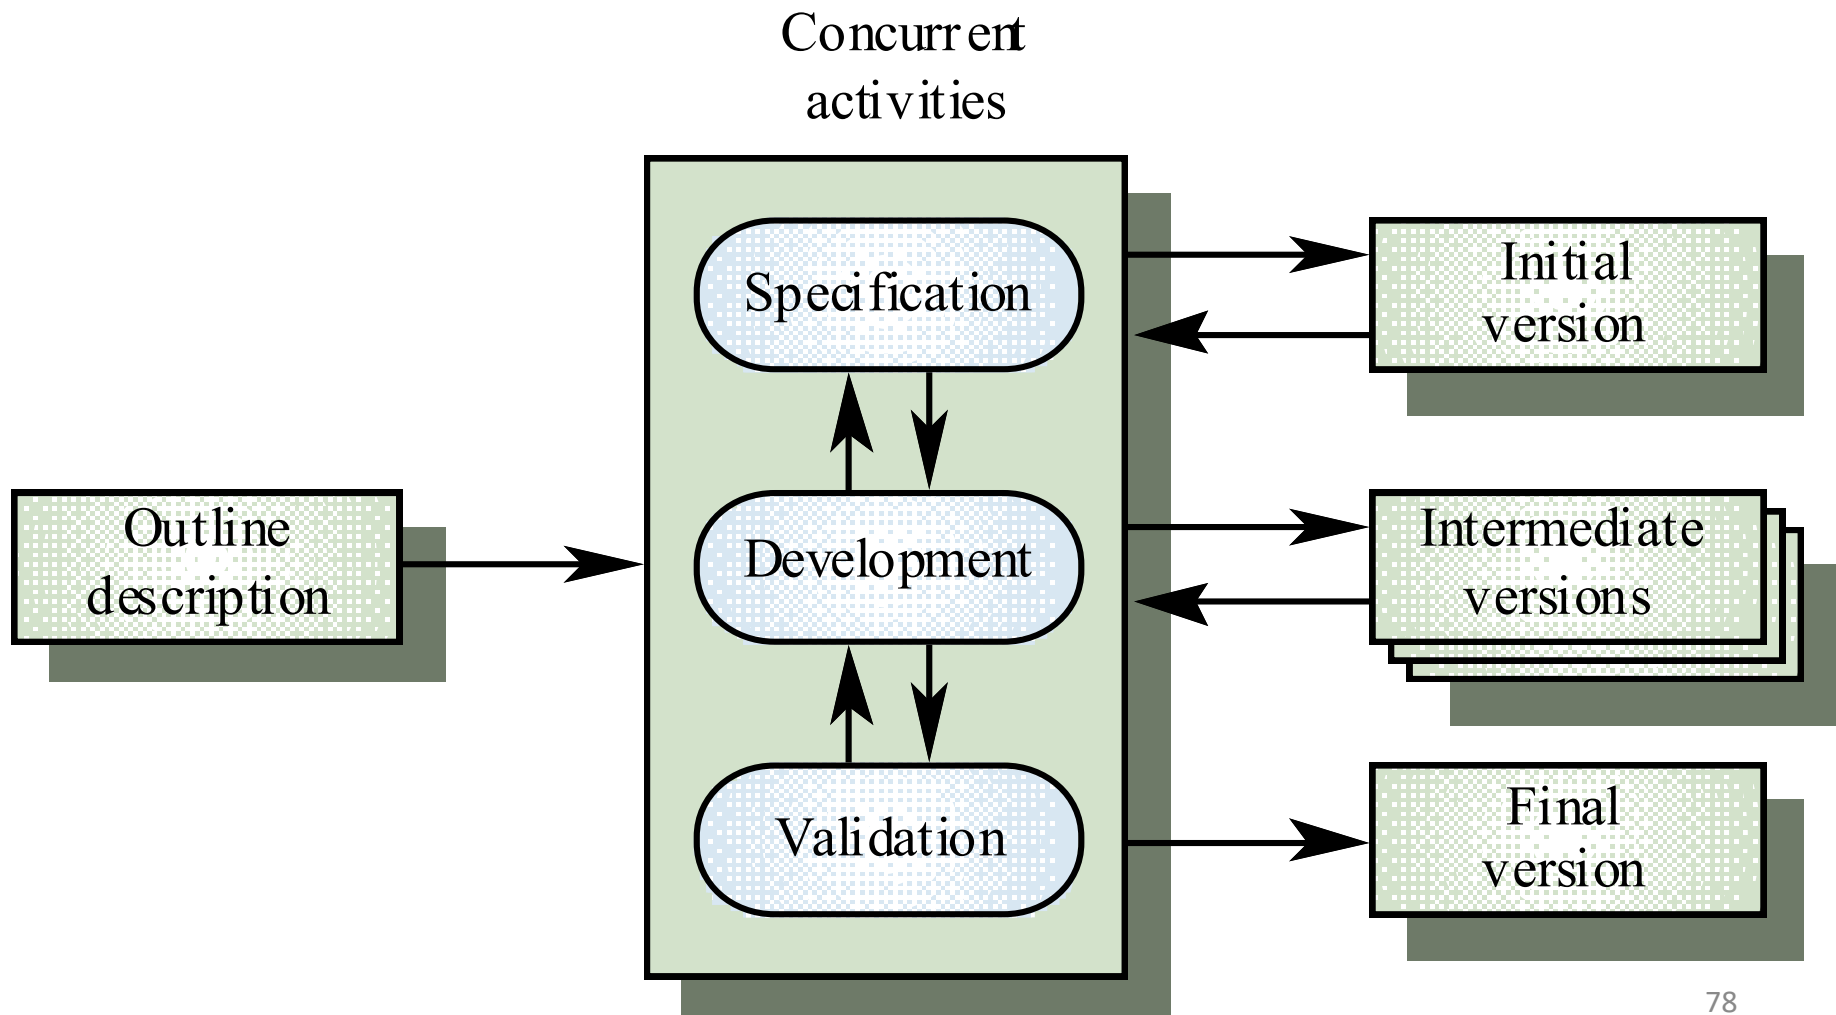 Concurrent
activities
Outline
description
Specification
Development
Validation
Initial
version
Intermediate
versions
Final
version
78